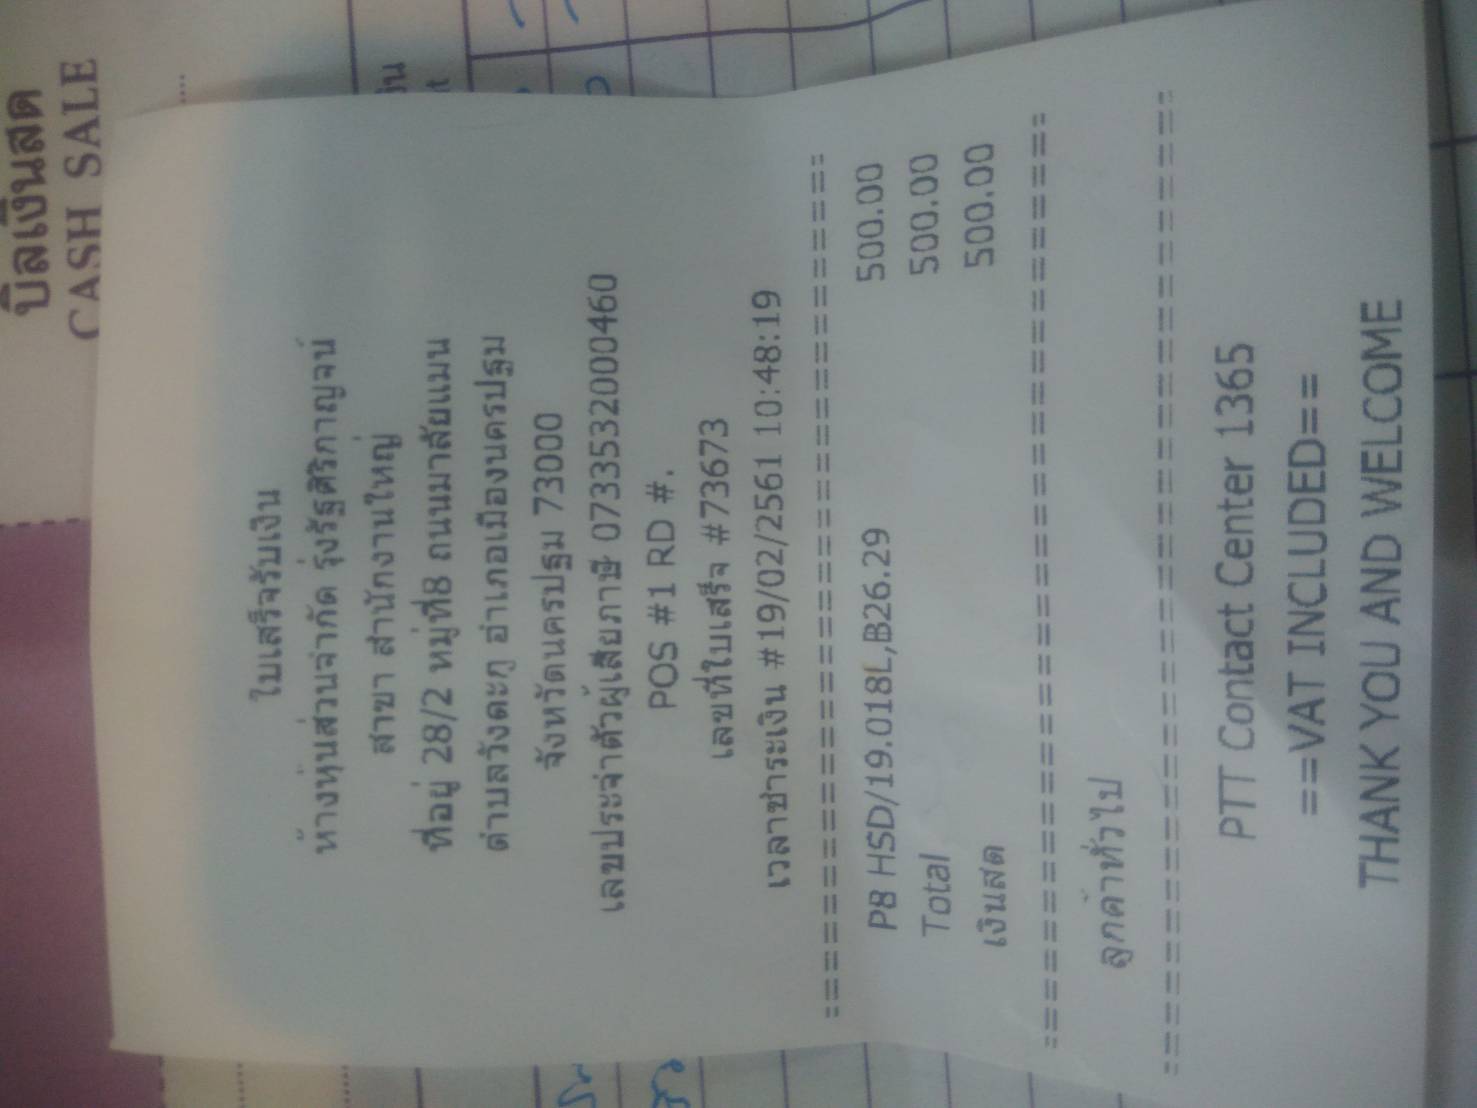 บิลเงินสด
CASH SALE
ใบเสร็จรับเงิน
ห้างหุ้นส่วนจำกัด รุ่งรัฐศิริกาญจน์
สาขา สำนักงานใหญ่
ที่อยู่ 28/2 หมู่ที่8 ถนนมาลัยแมน
ตำบลวังตะกู อำเภอเมืองนครปฐม
จังหวัดนครปฐม 73000
เลขประจำตัวผู้เสียภาษี 0733532000460
POS #1 RD #.
เลขที่ใบเสร็จ #73673
เวลาชำระเงิน #19/02/2561 10:48:19
================================
P8 HSD/19.018L,B26.29 500.00
Total 500.00
เงินสด 500.00
================================
ลูกค้าทั่วไป
================================
PTT Contact Center 1365
==VAT INCLUDED==
THANK YOU AND WELCOME